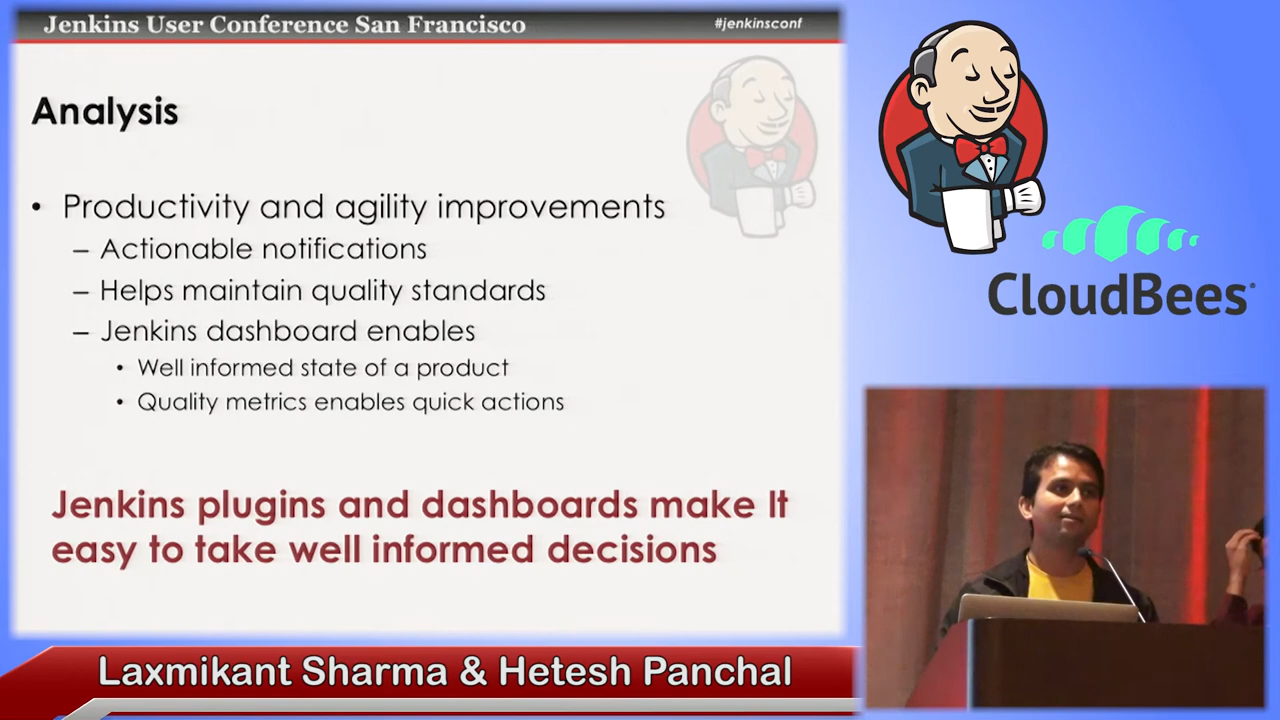 Jenkins User Conference San Francisco
#jenkinsconf
Analysis
• Productivity and agility improvements
– Actionable notifications
– Helps maintain quality standards
– Jenkins dashboard enables
• Well informed state of a product
• Quality metrics enables quick actions
Jenkins plugins and dashboards make It
easy to take well informed decisions
CloudBees
Laxmikant Sharma & Hetesh Panchal